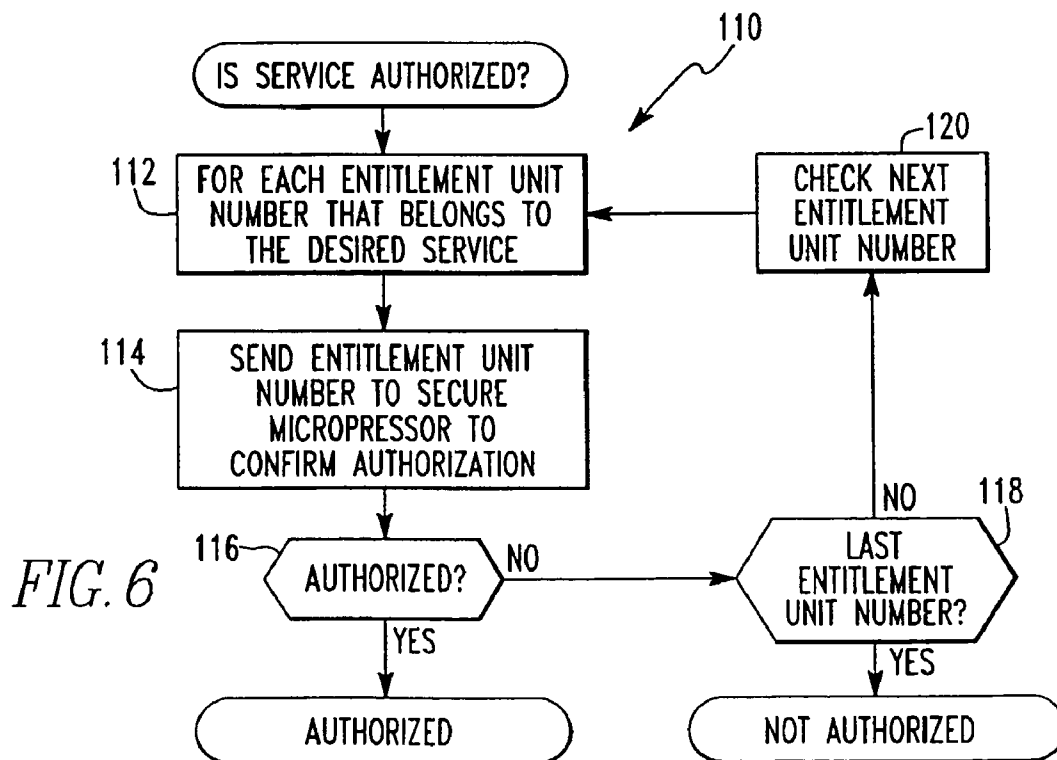 110
IS SERVICE AUTHORIZED?
112
FOR EACH ENTITLEMENT UNIT
NUMBER THAT BELONGS TO
THE DESIRED SERVICE
120
CHECK NEXT
ENTITLEMENT
UNIT NUMBER
114
SEND ENTITLEMENT UNIT
NUMBER TO SECURE
MICROPRESSOR TO
CONFIRM AUTHORIZATION
116
AUTHORIZED?
NO
YES
AUTHORIZED
118
NO
LAST
ENTITLEMENT
UNIT NUMBER?
YES
NOT AUTHORIZED
FIG. 6